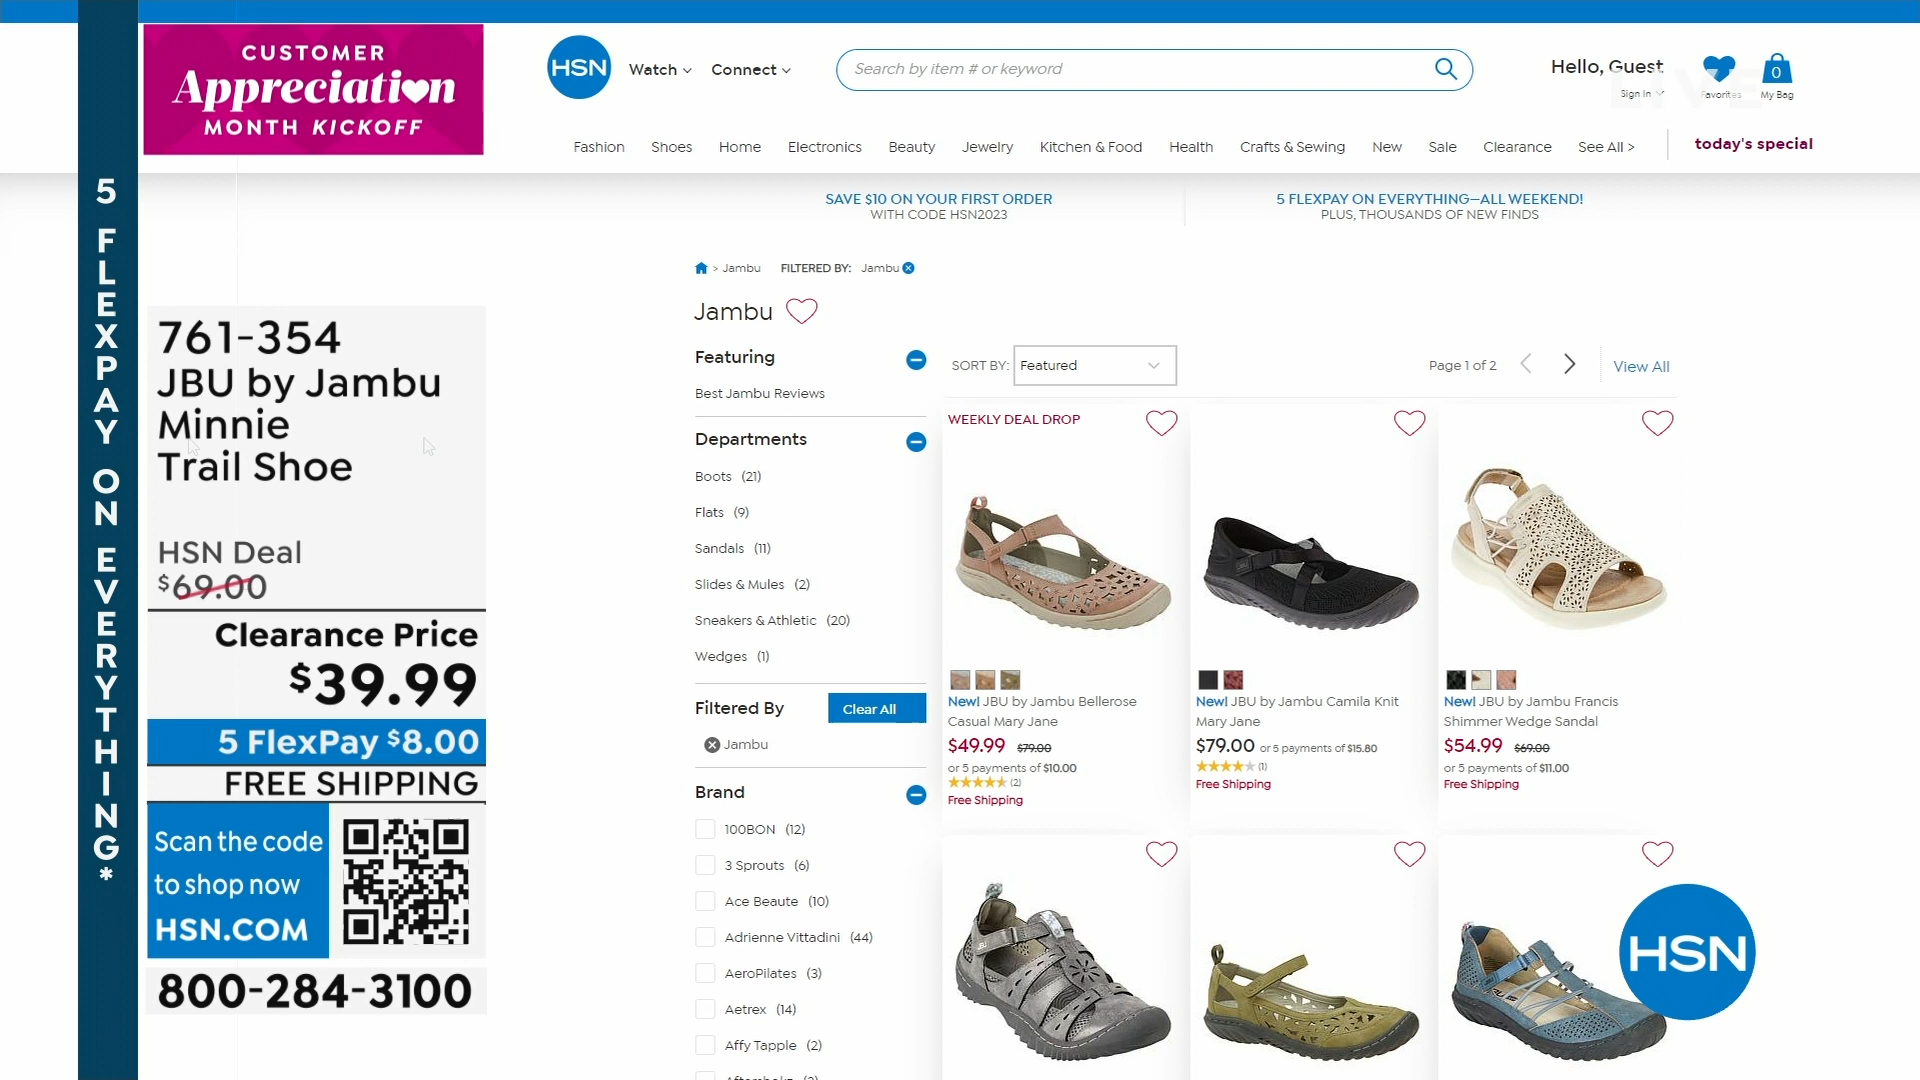 CUSTOMER
Appreciation
MONTH KICKOFF
5 FLEXPAY ON EVERYTHING*
761-354
JBU by Jambu
Minnie
Trail Shoe
HSN Deal
$69.00
Clearance Price
$39.99
5 FlexPay $8.00
FREE SHIPPING
Scan the code
to shop now
HSN.COM
800-284-3100
HSN
Watch
Connect
Search by item # or keyword
Hello, Guest
Sign In
Favorites
0
My Bag
LIVE
Fashion Shoes Home Electronics Beauty Jewelry Kitchen & Food Health Crafts & Sewing New Sale Clearance See All >
today's special
SAVE $10 ON YOUR FIRST ORDER
WITH CODE HSN2023
5 FLEXPAY ON EVERYTHING—ALL WEEKEND!
PLUS, THOUSANDS OF NEW FINDS
> Jambu FILTERED BY: Jambu
Jambu
Featuring
Best Jambu Reviews
Departments
Boots (21)
Flats (9)
Sandals (11)
Slides & Mules (2)
Sneakers & Athletic (20)
Wedges (1)
Filtered By
Clear All
Jambu
Brand
100BON (12)
3 Sprouts (6)
Ace Beaute (10)
Adrienne Vittadini (44)
AeroPilates (3)
Aetrex (14)
Affy Tapple (2)
SORT BY: Featured
Page 1 of 2
View All
WEEKLY DEAL DROP
New! JBU by Jambu Bellerose
Casual Mary Jane
$49.99 $79.00
or 5 payments of $10.00
(2)
Free Shipping
New! JBU by Jambu Camila Knit
Mary Jane
$79.00 or 5 payments of $15.80
(1)
Free Shipping
New! JBU by Jambu Francis
Shimmer Wedge Sandal
$54.99 $69.00
or 5 payments of $11.00
Free Shipping
HSN